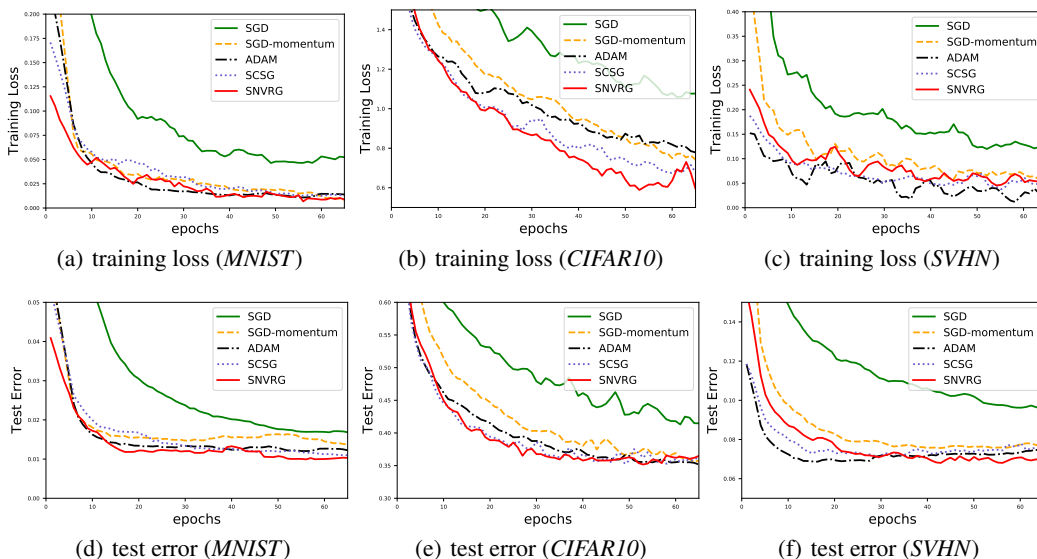 0.200
0.175
0.150
0.125
0.100
0.075
0.050
0.025
0.000
Training Loss
SGD
SGD-momentum
ADAM
SCSG
SNVRG
0 10 20 30 40 50 60
epochs
(a) training loss (MNIST)
1.4
1.2
1.0
0.8
0.6
Training Loss
SGD
SGD-momentum
ADAM
SCSG
SNVRG
0 10 20 30 40 50 60
epochs
(b) training loss (CIFAR10)
0.40
0.35
0.30
0.25
0.20
0.15
0.10
0.05
0.00
Training Loss
SGD
SGD-momentum
ADAM
SCSG
SNVRG
0 10 20 30 40 50 60
epochs
(c) training loss (SVHN)
0.05
0.04
0.03
0.02
0.01
0.00
Test Error
SGD
SGD-momentum
ADAM
SCSG
SNVRG
0 10 20 30 40 50 60
epochs
(d) test error (MNIST)
0.60
0.55
0.50
0.45
0.40
0.35
0.30
Test Error
SGD
SGD-momentum
ADAM
SCSG
SNVRG
0 10 20 30 40 50 60
epochs
(e) test error (CIFAR10)
0.14
0.12
0.10
0.08
0.06
Test Error
SGD
SGD-momentum
ADAM
SCSG
SNVRG
0 10 20 30 40 50 60
epochs
(f) test error (SVHN)